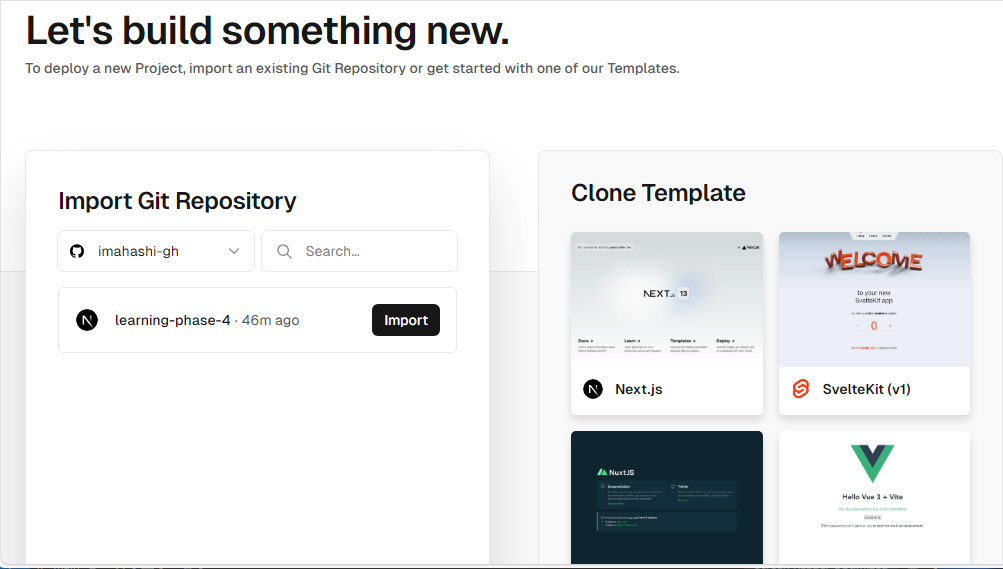 Let's build something new.
To deploy a new Project, import an existing Git Repository or get started with one of our Templates.
Import Git Repository
imahashi-gh
Search...
learning-phase-4 · 46m ago
Import
Clone Template
Vercel
NEXT.js 13
Docs
Learn
Templates
Deploy
Next.js
WELCOME
to your new
SvelteKit app
0
SvelteKit (v1)
NuxtJS
Documentation
Twitter
Hello Vue 3 + Vite